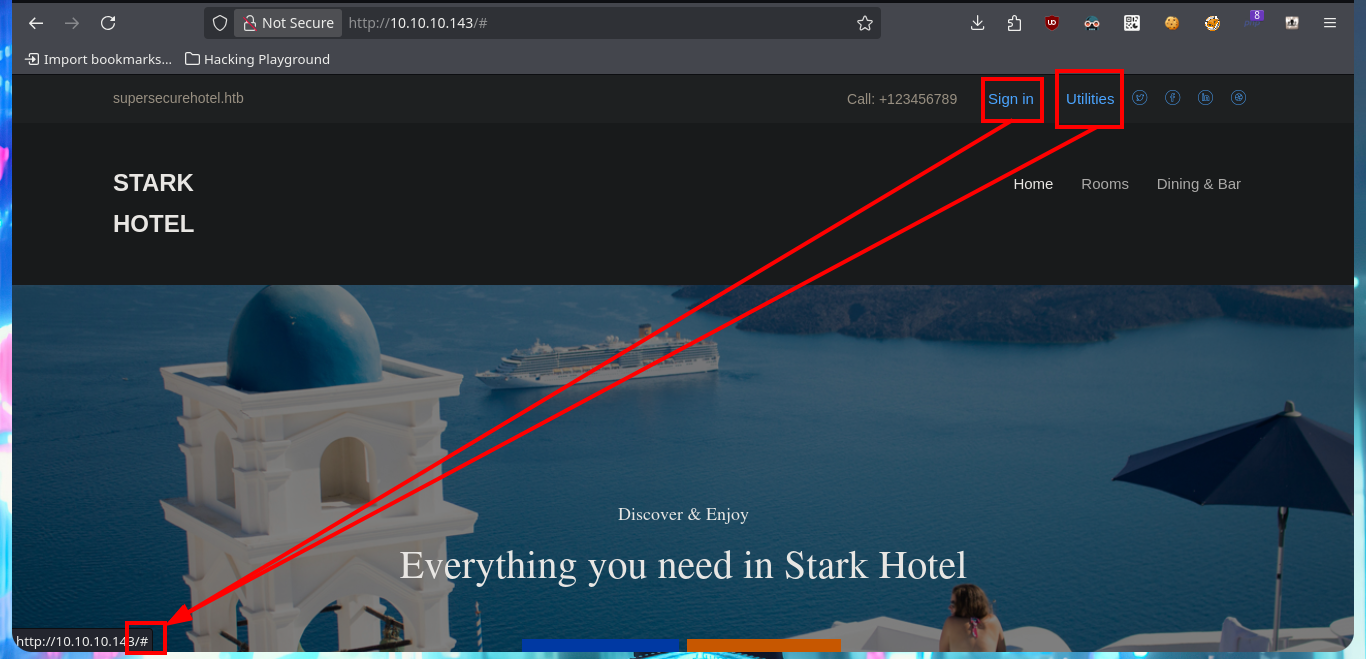 Not Secure http://10.10.10.143/#
8
Import bookmarks... Hacking Playground
supersecurehotel.htb Call: +123456789 Sign in Utilities
STARK
HOTEL
Home Rooms Dining & Bar
Discover & Enjoy
Everything you need in Stark Hotel
http://10.10.10.143/#